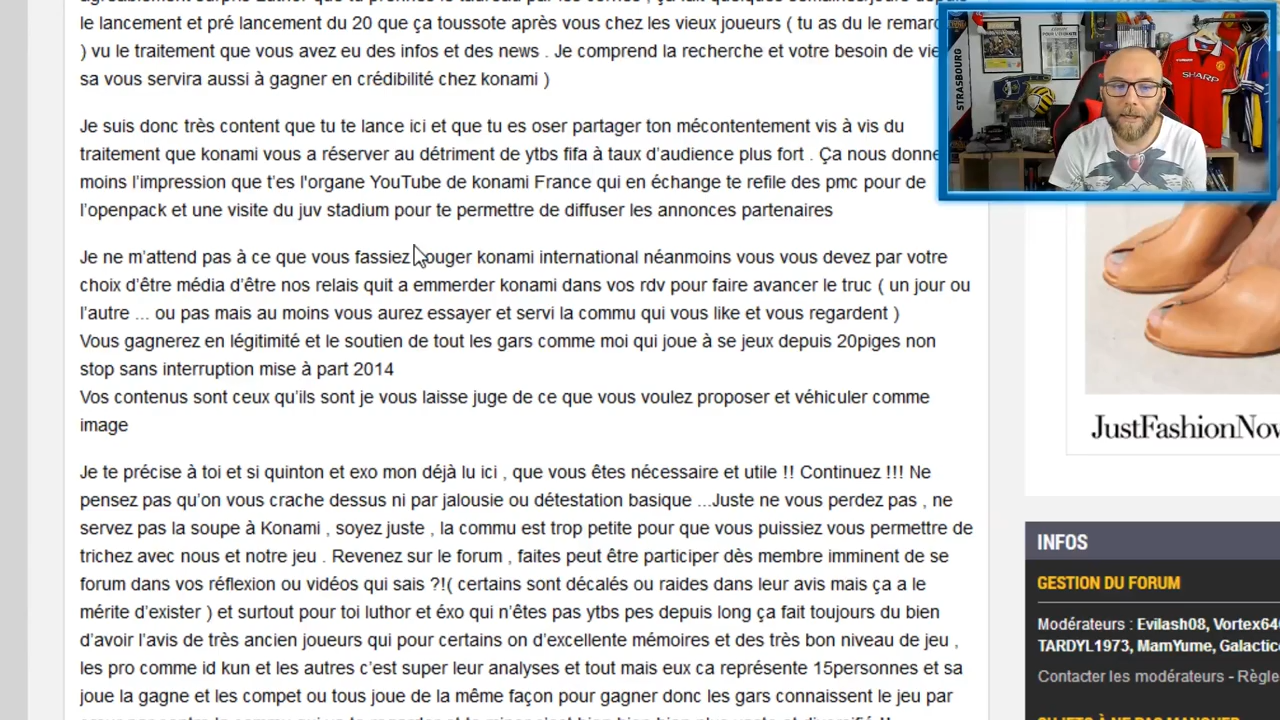 le lancement et pré lancement du 20 que ça toussote après vous chez les vieux joueurs ( tu as du le
) vu le traitement que vous avez eu des infos et des news . Je comprend la recherche et votre besoin de
sa vous servira aussi à gagner en crédibilité chez konami )
Je suis donc très content que tu te lance ici et que tu es oser partager ton mécontentement vis à vis du
traitement que konami vous a réserver au détriment de ytbs fifa à taux d'audience plus fort . Ça nous donne
moins l'impression que t'es l'organe YouTube de konami France qui en échange te refile des pmc pour de
l'openpack et une visite du juv stadium pour te permettre de diffuser les annonces partenaires
Je ne m'attend pas à ce que vous fassiez konami international néanmoins vous vous devez par votre
choix d'être média d'être nos relais quit a emmerder konami dans vos rdv pour faire avancer le truc ( un jour ou
l'autre ... ou pas mais au moins vous aurez essayer et servi la commu qui vous like et vous regardent )
Vous gagnerez en légitimité et le soutien de tout les gars comme moi qui joue à se jeux depuis 20piges non
stop sans interruption mise à part 2014
Vos contenus sont ceux qu'ils sont je vous laisse juge de ce que vous voulez proposer et véhiculer comme
image
Je te précise à toi et si quinton et exo mon déjà lu ici , que vous êtes nécessaire et utile !! Continuez !!! Ne
pensez pas qu'on vous crache dessus ni par jalousie ou détestation basique ...Juste ne vous perdez pas , ne
servez pas la soupe à Konami , soyez juste , la commu est trop petite pour que vous puissiez vous permettre de
trichez avec nous et notre jeu . Revenez sur le forum , faites peut être participer dès membre imminent de se
forum dans vos réflexion ou vidéos qui sais ?!( certains sont décalés ou raides dans leur avis mais ça a le
mérite d'exister ) et surtout pour toi luthor et éxo qui n'êtes pas ytbs pes depuis long ça fait toujours du bien
d'avoir l'avis de très ancien joueurs qui pour certains on d'excellente mémoires et des très bon niveau de jeu ,
les pro comme id kun et les autres c'est super leur analyses et tout mais eux ca représente 15personnes et sa
joue la gagne et les compet ou tous joue de la même façon pour gagner donc les gars connaissent le jeu par
STRASBOURG
SHARP
JustFashionNow
INFOS
GESTION DU FORUM
Modérateurs : Evilash08, Vortex64
TARDYL1973, MamYume, Galactic
Contacter les modérateurs - Règle